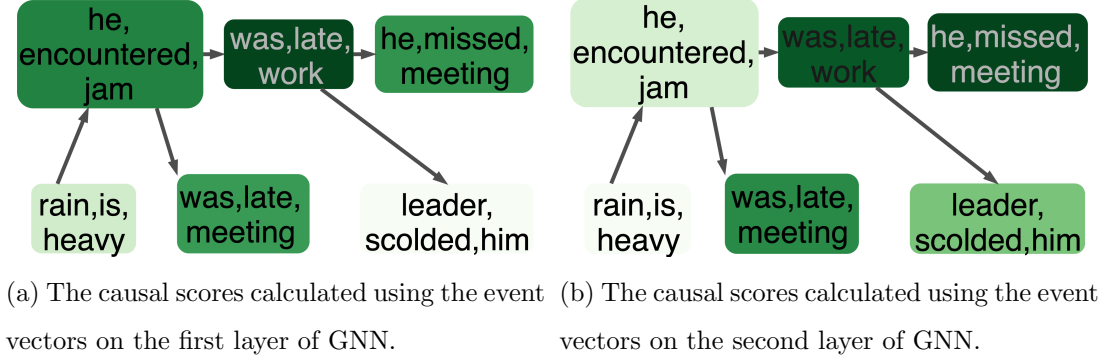 he,
encountered,
jam
was,late,
work
he,missed,
meeting
rain,is,
heavy
was,late,
meeting
leader,
scolded,him
(a) The causal scores calculated using the event
vectors on the first layer of GNN.
he,
encountered,
jam
was,late,
work
he,missed,
meeting
rain,is,
heavy
was,late,
meeting
leader,
scolded,him
(b) The causal scores calculated using the event
vectors on the second layer of GNN.